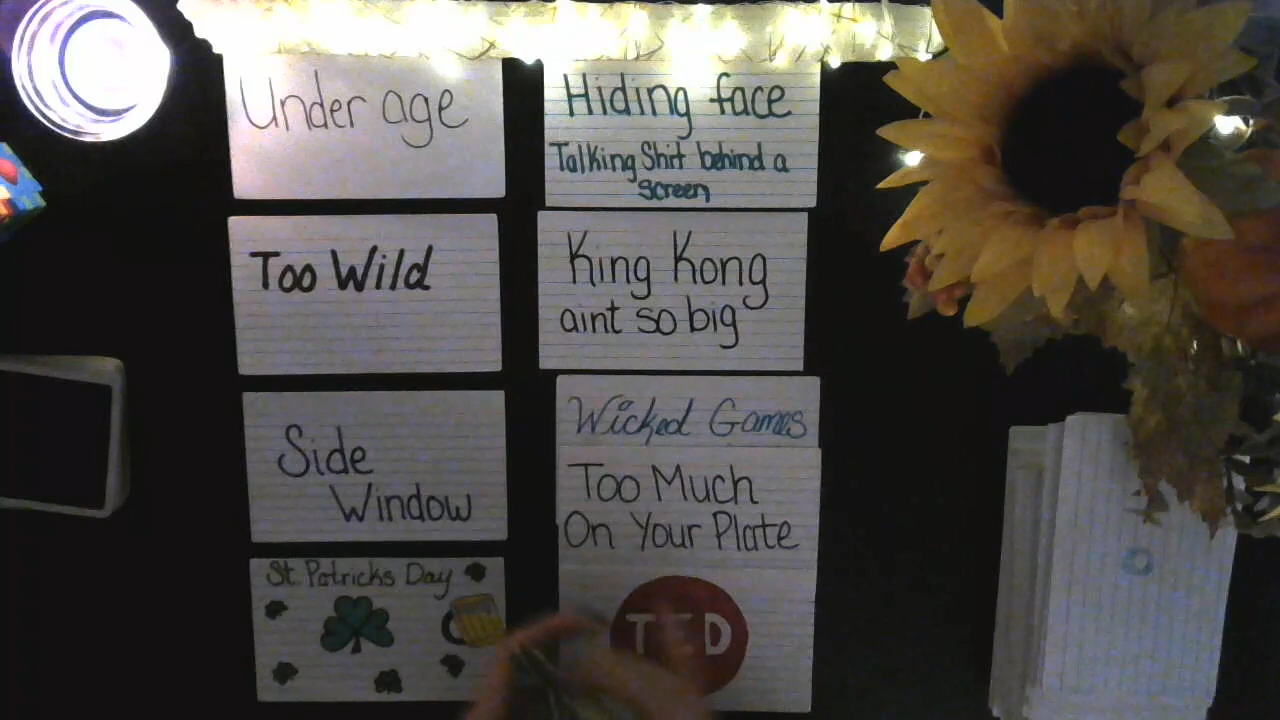 Under age
Too Wild
Side
Window
St. Patricks Day
Hiding face
Talking Shit behind a
screen
King Kong
aint so big
Wicked Games
Too Much
On Your Plate
TED